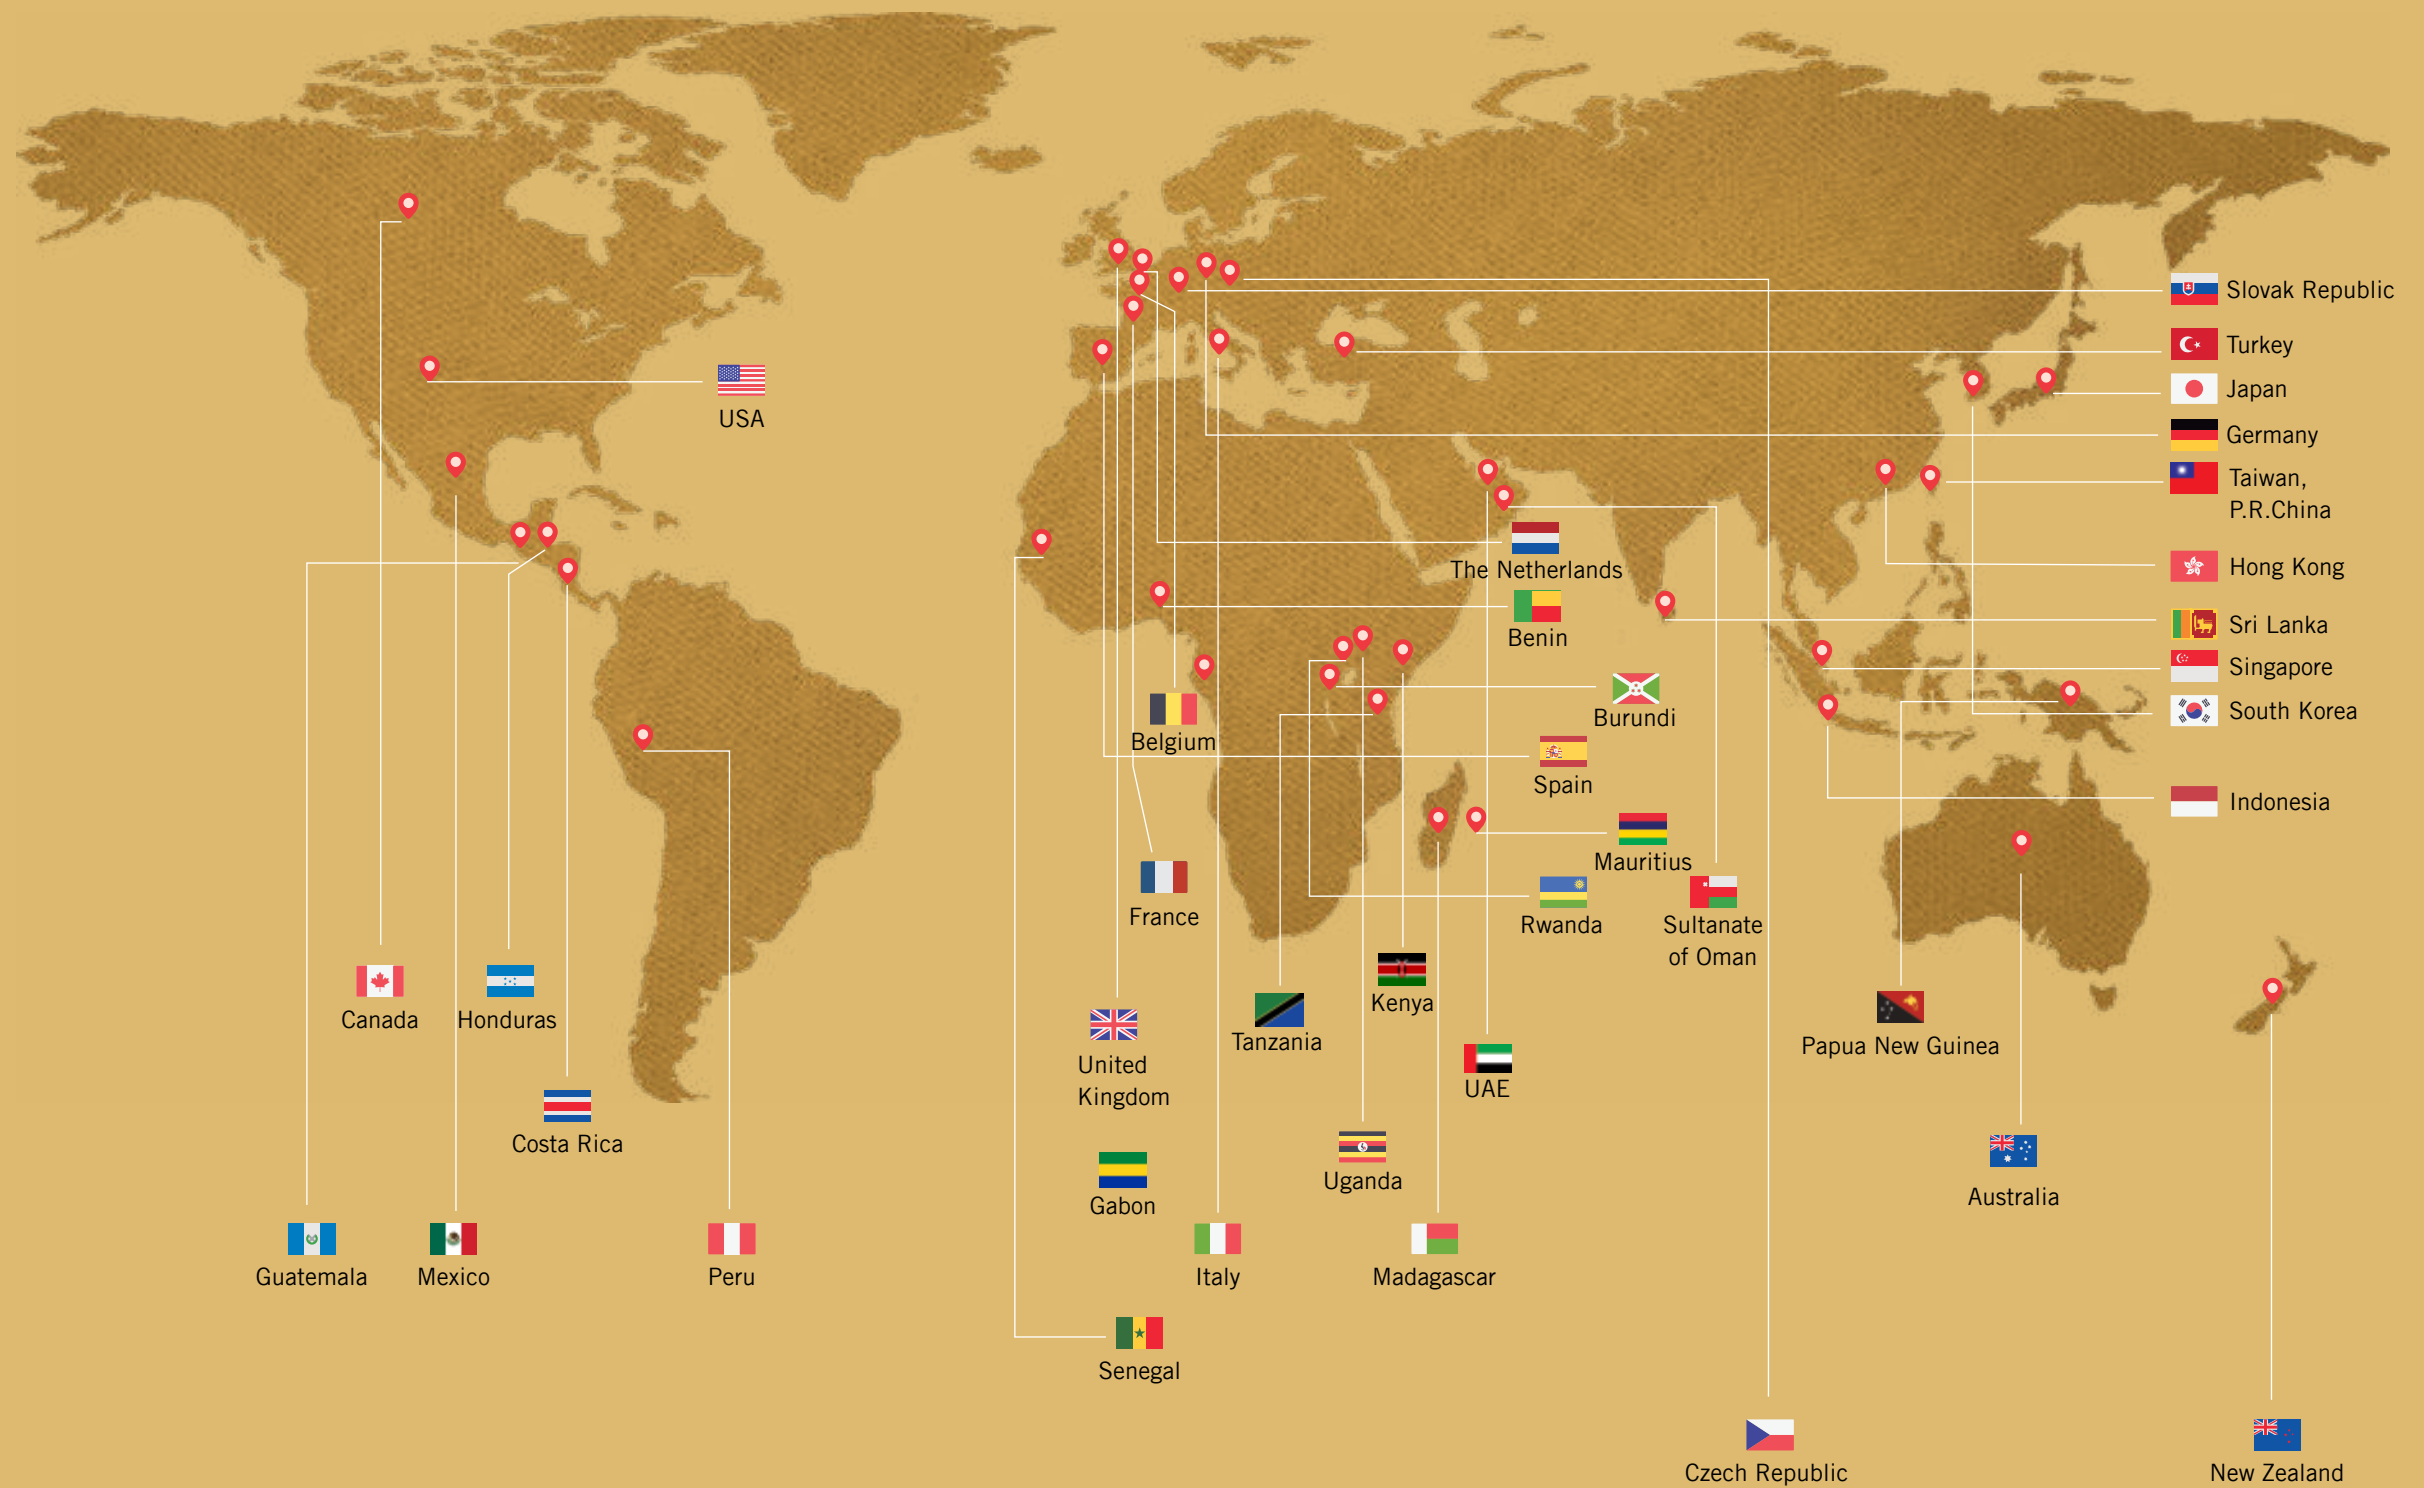 Slovak Republic
Turkey
USA
Japan
Germany
Taiwan,
P.R.China
The Netherlands
Hong Kong
Benin
Sri Lanka
Singapore
Burundi
South Korea
Belgium
Spain
Indonesia
Mauritius
France
Rwanda
Sultanate
of Oman
Kenya
Canada
Honduras
Tanzania
Papua New Guinea
United
Kingdom
UAE
Costa Rica
Uganda
Gabon
Australia
Guatemala
Mexico
Peru
Italy
Madagascar
Senegal
Czech Republic
New Zealand